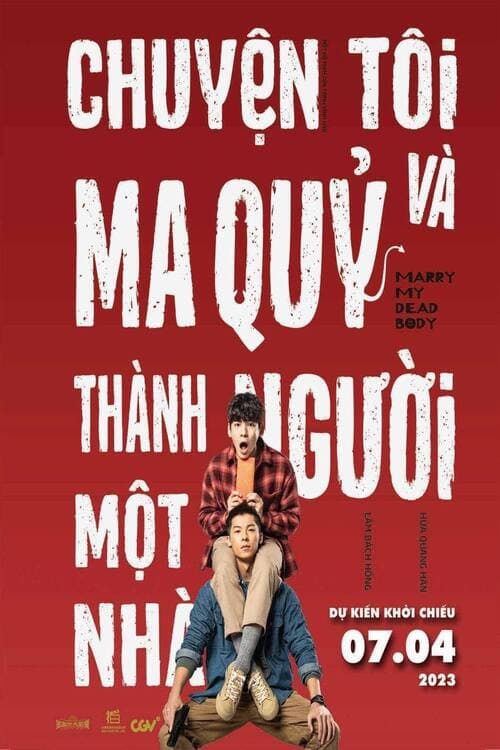 CHUYỆN TÔI
VÀ
MA QUỶ
MARRY
MY
DEAD
BODY
THÀNH NGƯỜI
MỘT
NHÀ
LÂM BÁCH HỒNG
HỨA QUANG HÁN
DỰ KIẾN KHỞI CHIẾU
07.04
2023
CGV